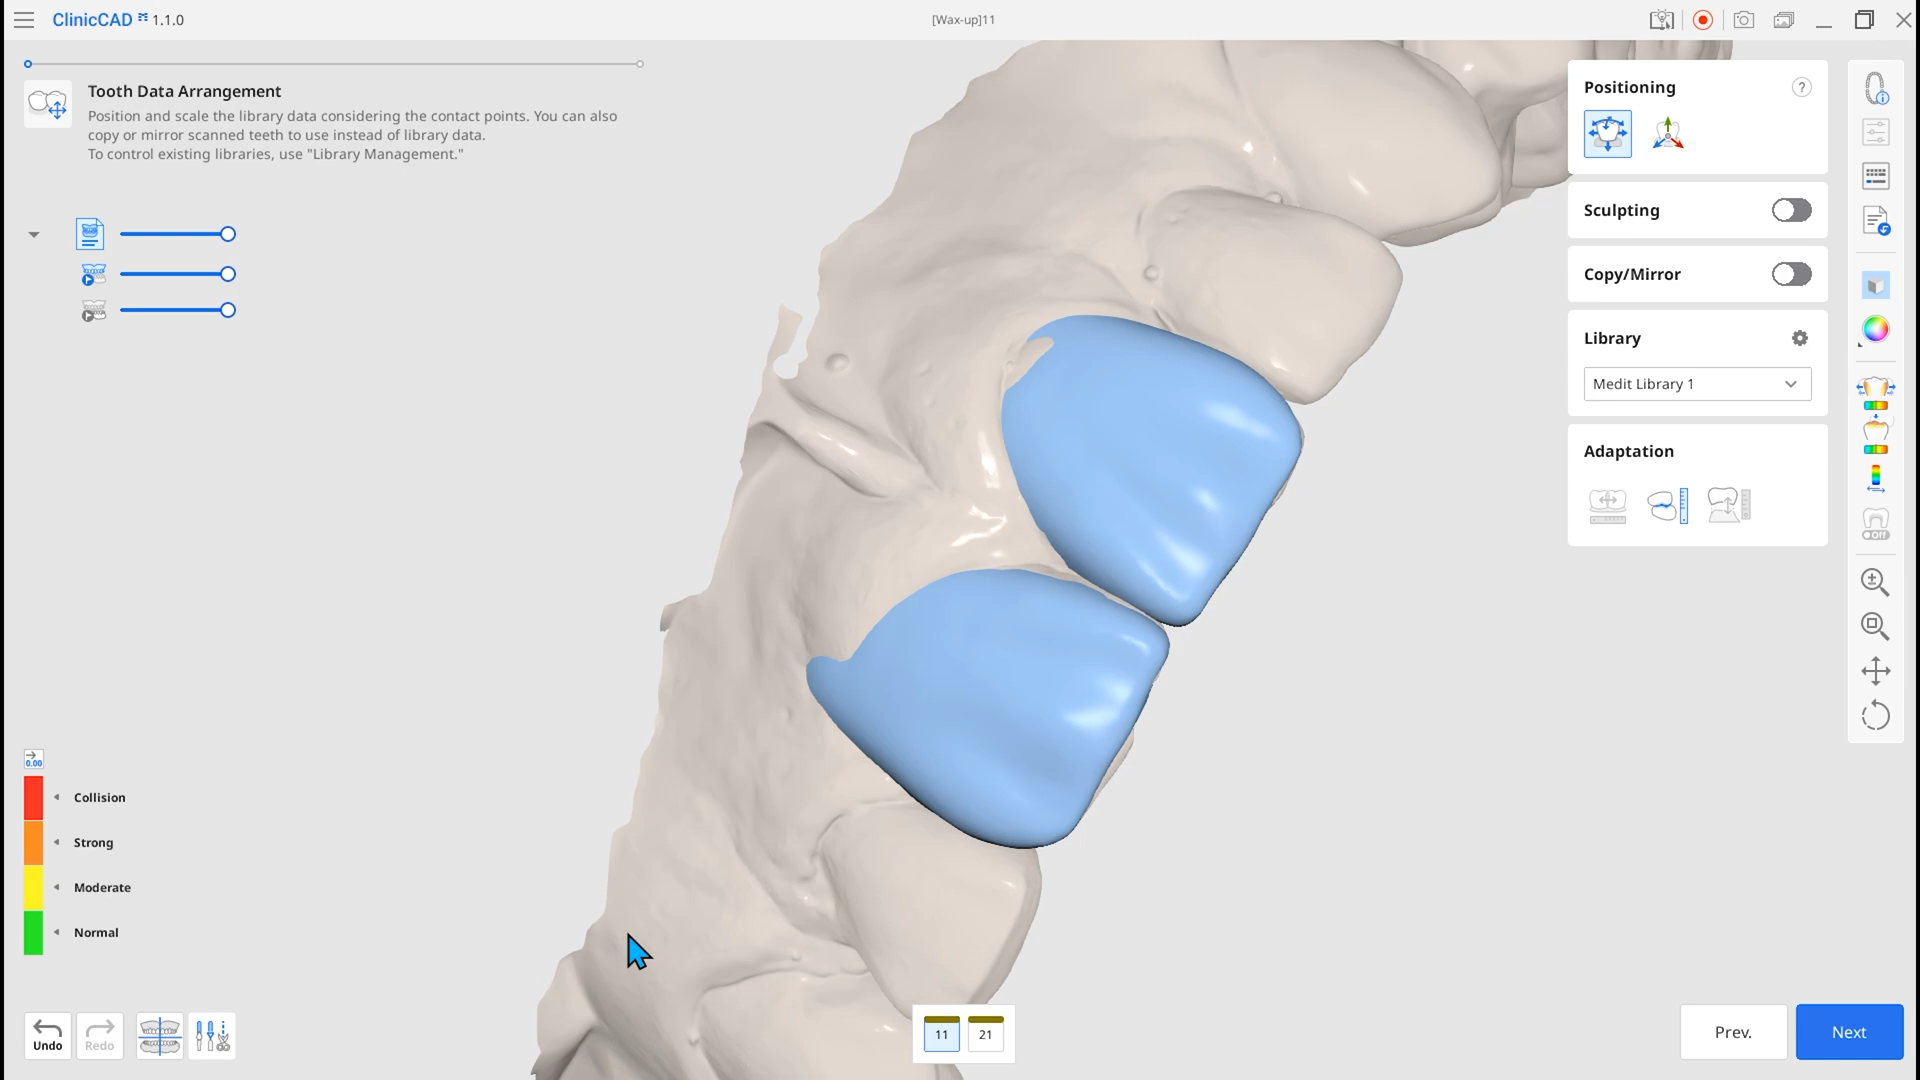 ClinicCAD 1.1.0
[Wax-up]11
Tooth Data Arrangement
Position and scale the library data considering the contact points. You can also
copy or mirror scanned teeth to use instead of library data.
To control existing libraries, use "Library Management."
Positioning
?
Sculpting
Copy/Mirror
Library
Medit Library 1
Adaptation
Off
0.00
Collision
Strong
Moderate
Normal
Undo
Redo
11
21
Prev.
Next